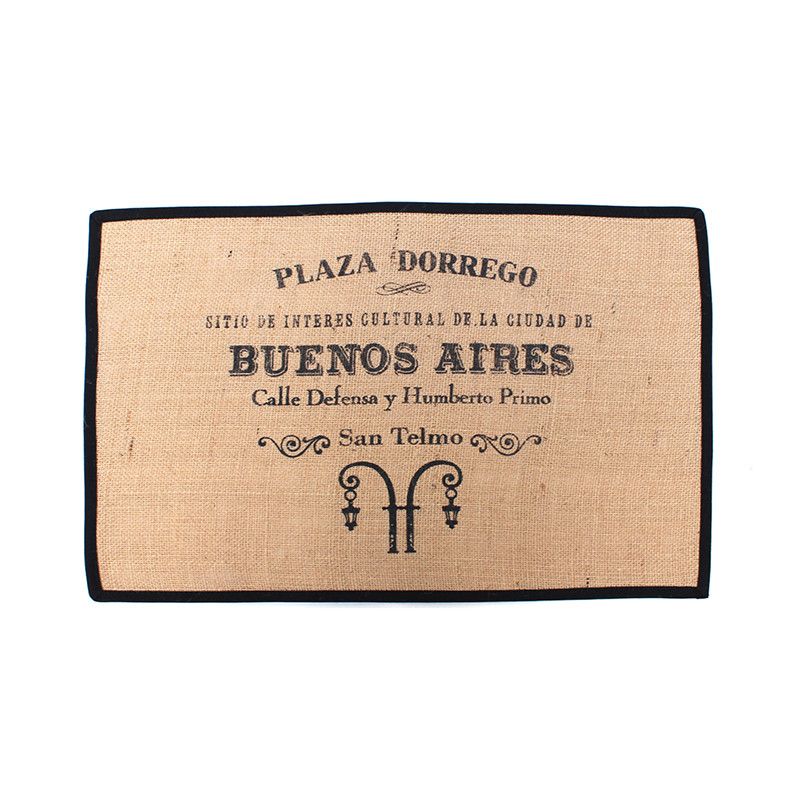 PLAZA DORREGO
SITIO DE INTERES CULTURAL DE LA CIUDAD DE
BUENOS AIRES
Calle Defensa y Humberto Primo
San Telmo